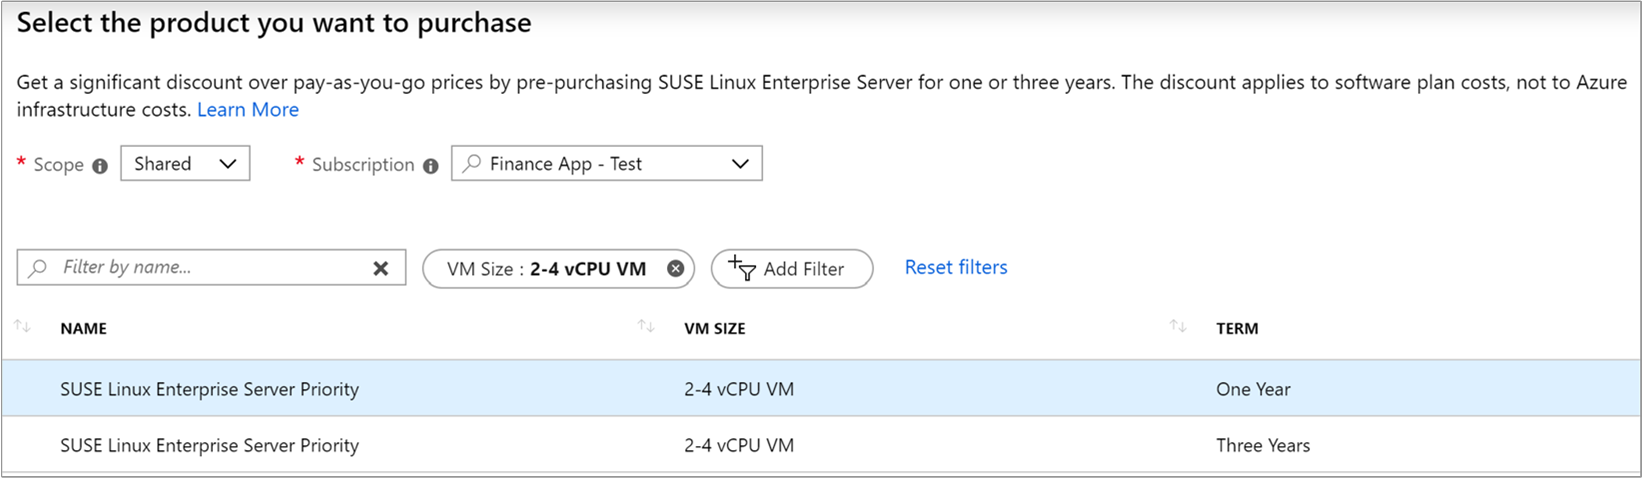 Select the product you want to purchase
Get a significant discount over pay-as-you-go prices by pre-purchasing SUSE Linux Enterprise Server for one or three years. The discount applies to software plan costs, not to Azure
infrastructure costs. Learn More
* Scope Shared * Subscription Finance App - Test
Filter by name... VM Size : 2-4 vCPU VM Add Filter Reset filters
NAME VM SIZE TERM
SUSE Linux Enterprise Server Priority 2-4 vCPU VM One Year
SUSE Linux Enterprise Server Priority 2-4 vCPU VM Three Years